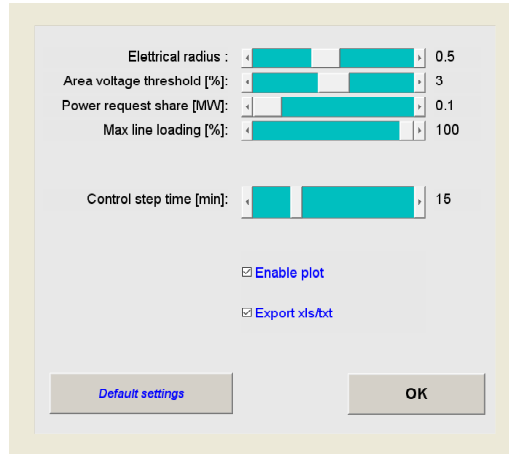 Elettrical radius : 0.5
Area voltage threshold [%]: 3
Power request share [MW]: 0.1
Max line loading [%]: 100
Control step time [min]: 15
Enable plot
Export xls/txt
Default settings OK